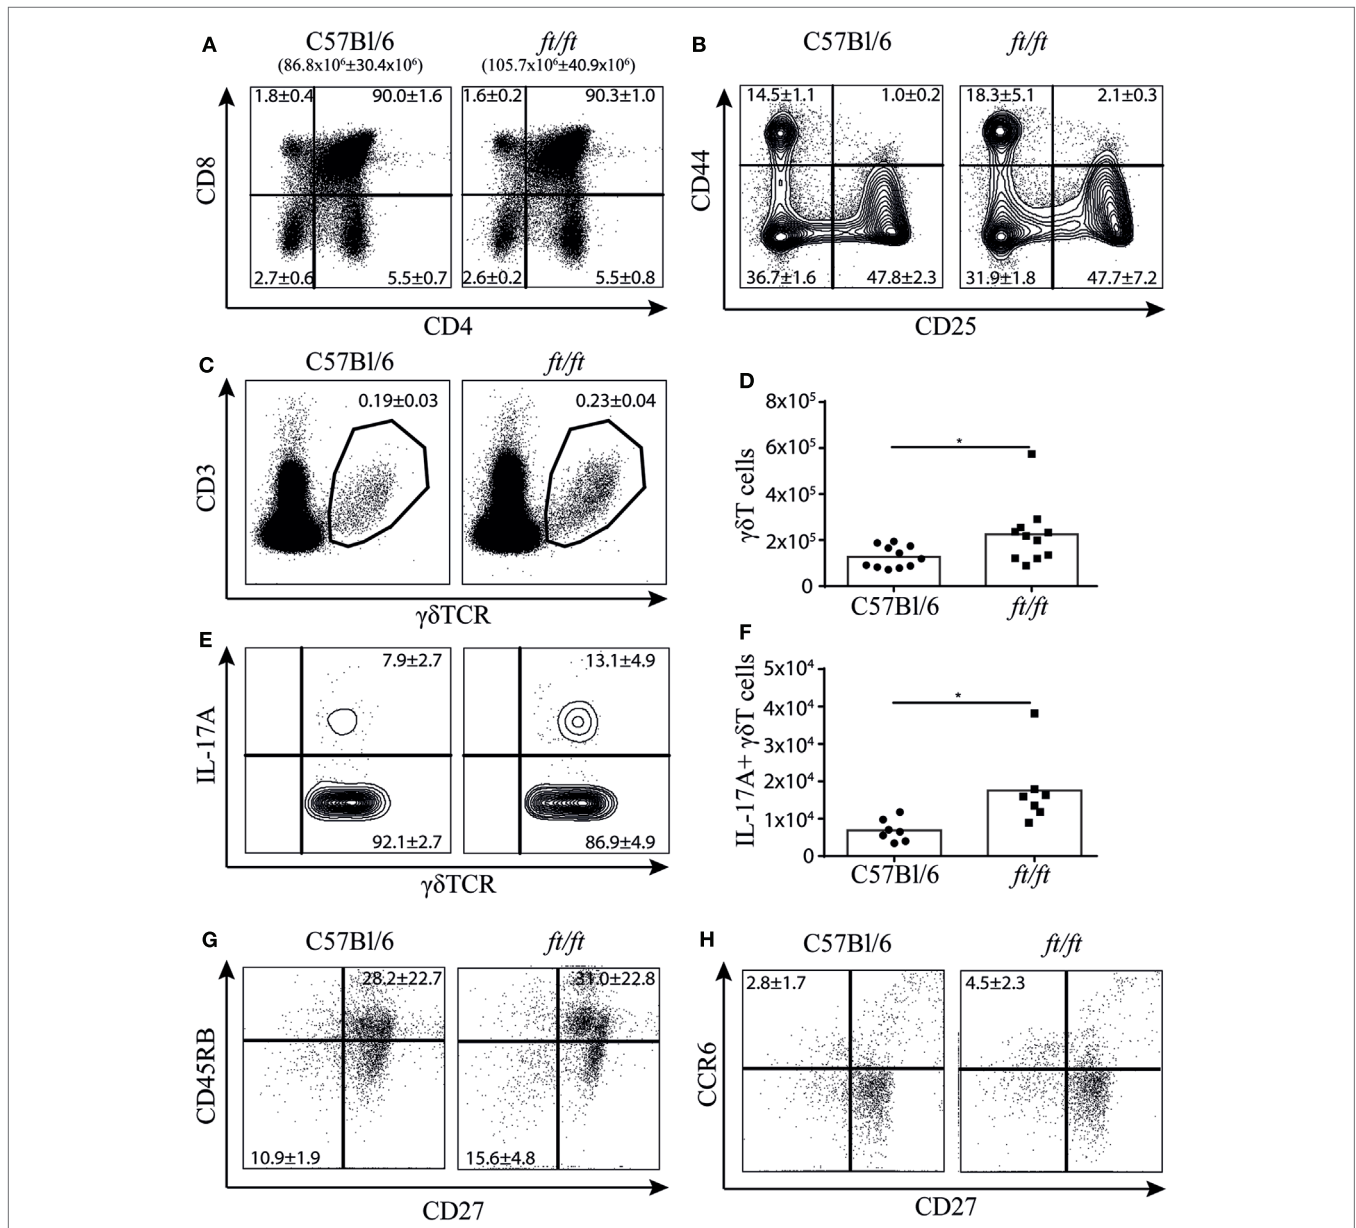 A
C57Bl/6
(86.8x10⁶±30.4x10⁶)
ft/ft
(105.7x10⁶±40.9x10⁶)
1.8±0.4
90.0±1.6
1.6±0.2
90.3±1.0
CD8
2.7±0.6
5.5±0.7
2.6±0.2
5.5±0.8
CD4
B
C57Bl/6
ft/ft
14.5±1.1
1.0±0.2
18.3±5.1
2.1±0.3
CD44
36.7±1.6
47.8±2.3
31.9±1.8
47.7±7.2
CD25
C
C57Bl/6
ft/ft
0.19±0.03
0.23±0.04
CD3
γδTCR
D
8x10⁵
6x10⁵
4x10⁵
2x10⁵
0
γδT cells
*
C57Bl/6
ft/ft
E
7.9±2.7
13.1±4.9
IL-17A
92.1±2.7
86.9±4.9
γδTCR
F
5x10⁴
4x10⁴
3x10⁴
2x10⁴
1x10⁴
0
IL-17A+ γδT cells
*
C57Bl/6
ft/ft
G
C57Bl/6
ft/ft
28.2±22.7
31.0±22.8
CD45RB
10.9±1.9
15.6±4.8
CD27
H
C57Bl/6
ft/ft
2.8±1.7
4.5±2.3
CCR6
CD27